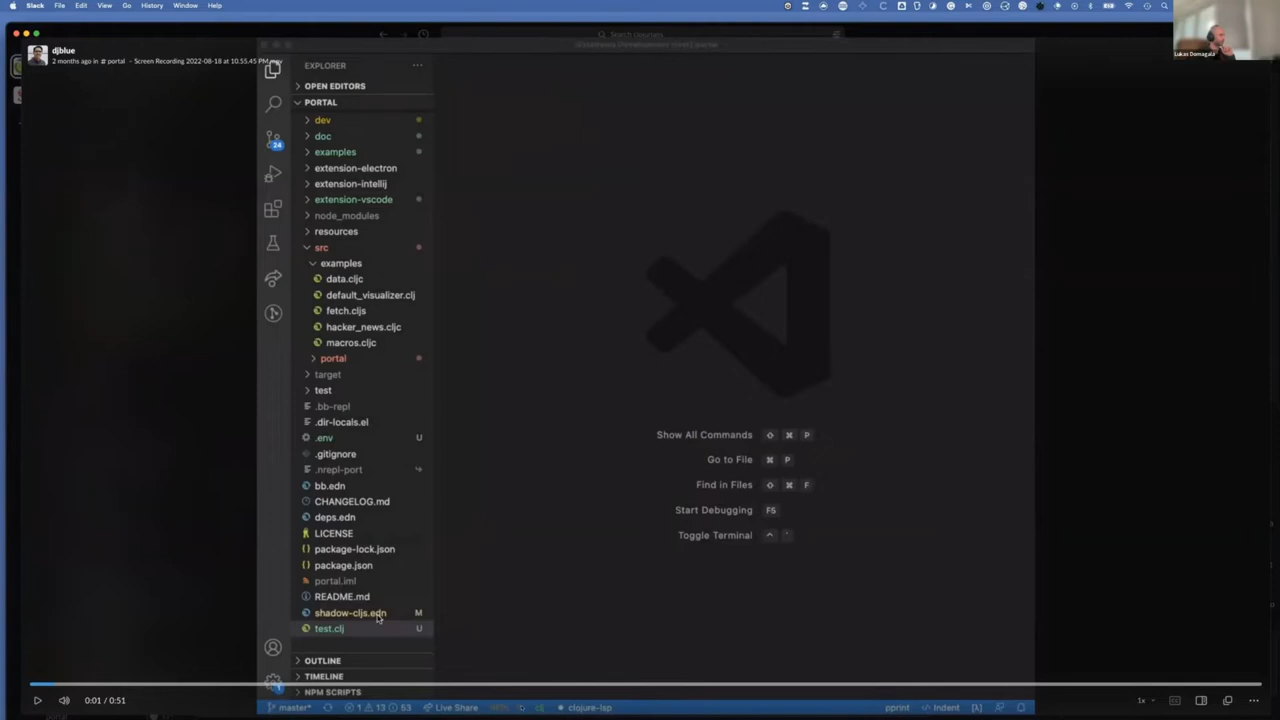 Slack File Edit View Go History Window Help
Lukas Domagala
djblue
2 months ago in # portal - Screen Recording 2022-08-18 at 10.55.45 PM.mov
EXPLORER
OPEN EDITORS
PORTAL
dev
doc
examples
extension-electron
extension-intellij
extension-vscode
node_modules
resources
src
examples
data.cljc
default_visualizer.clj
fetch.cljs
hacker_news.cljc
macros.cljc
portal
target
test
.bb-repl
.dir-locals.el
.env U
.gitignore
.nrepl-port
bb.edn
CHANGELOG.md
deps.edn
LICENSE
package-lock.json
package.json
portal.iml
README.md
shadow-cljs.edn M
test.clj U
OUTLINE
TIMELINE
NPM SCRIPTS
24
1
Show All Commands ⇧ ⌘ P
Go to File ⌘ P
Find in Files ⇧ ⌘ F
Start Debugging F5
Toggle Terminal ^ `
master* 1 13 63 Live Share clojure-lsp pprint Indent [λ]
0:01 / 0:51 1x